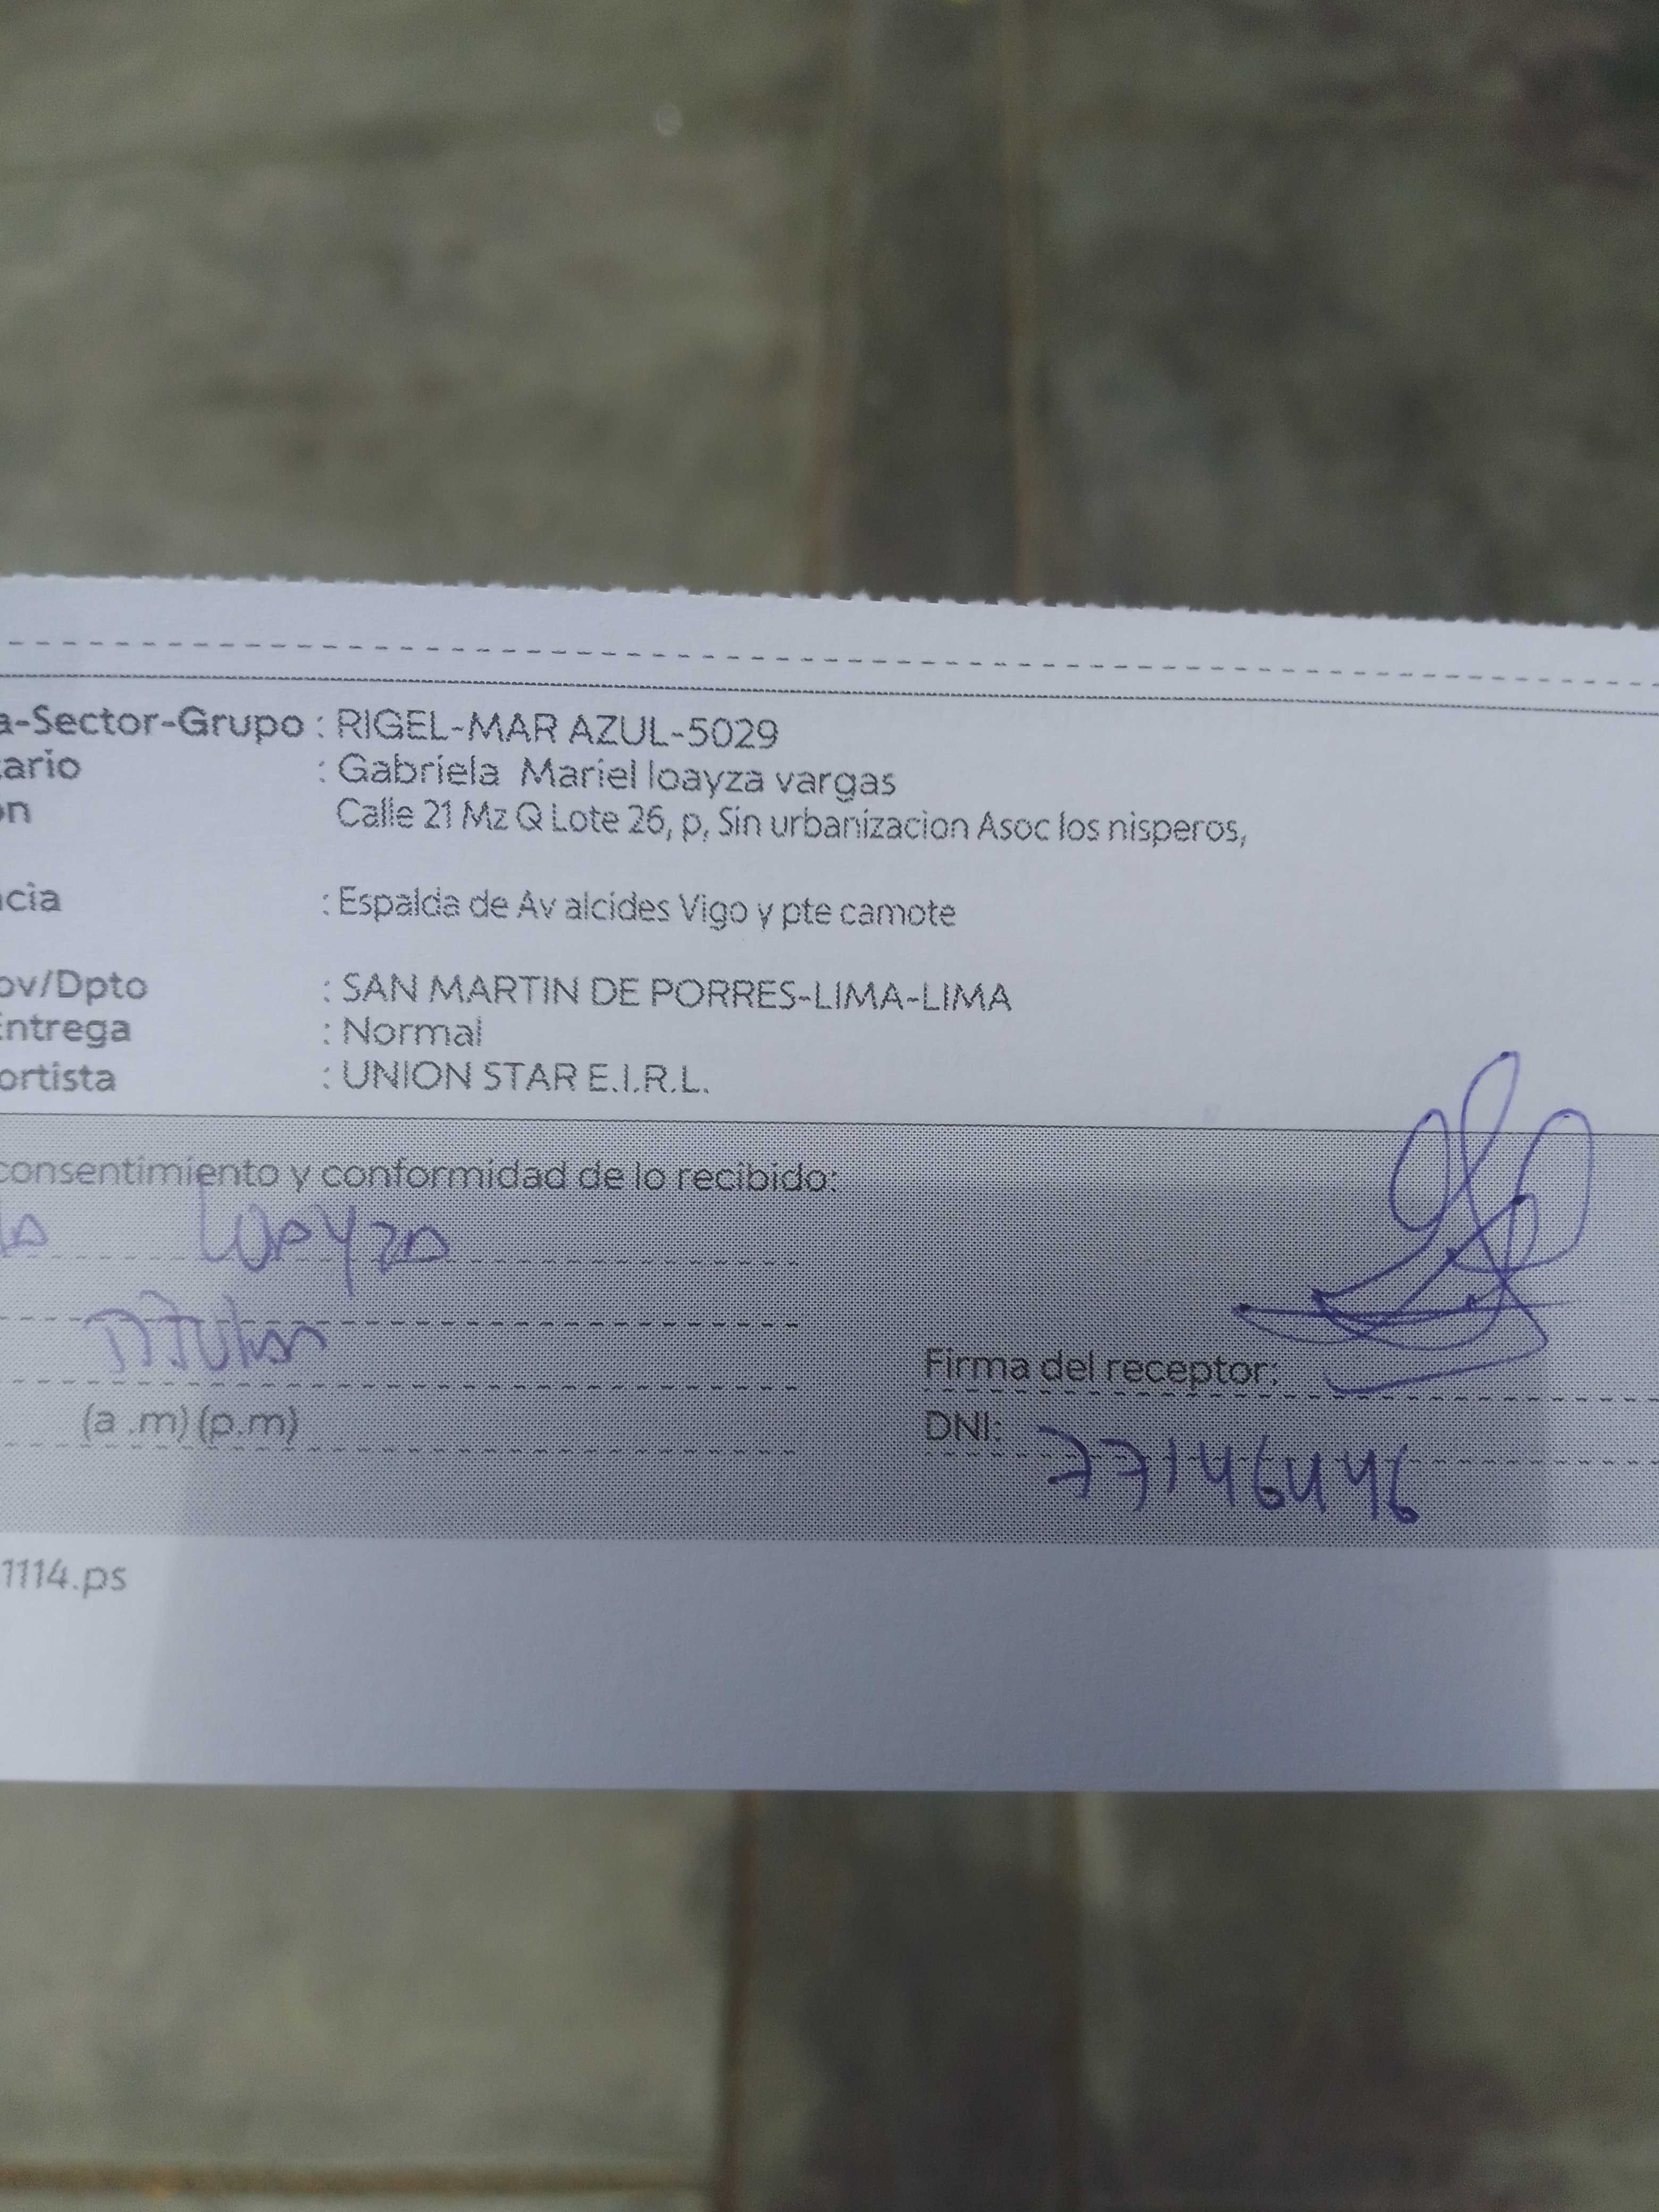 a-Sector-Grupo : RIGEL-MAR AZUL-5029
ario : Gabriela Mariel loayza vargas
n Calle 21 Mz Q Lote 26, p, Sin urbanizacion Asoc los nisperos,
cia : Espalda de Av alcides Vigo y pte camote
ov/Dpto : SAN MARTIN DE PORRES-LIMA-LIMA
Entrega : Normal
ortista : UNION STAR E.I.R.L.
consentimiento y conformidad de lo recibido:
la Loayza
Titular
Firma del receptor:
(a .m) (p.m)
DNI: 77146446
1114.ps